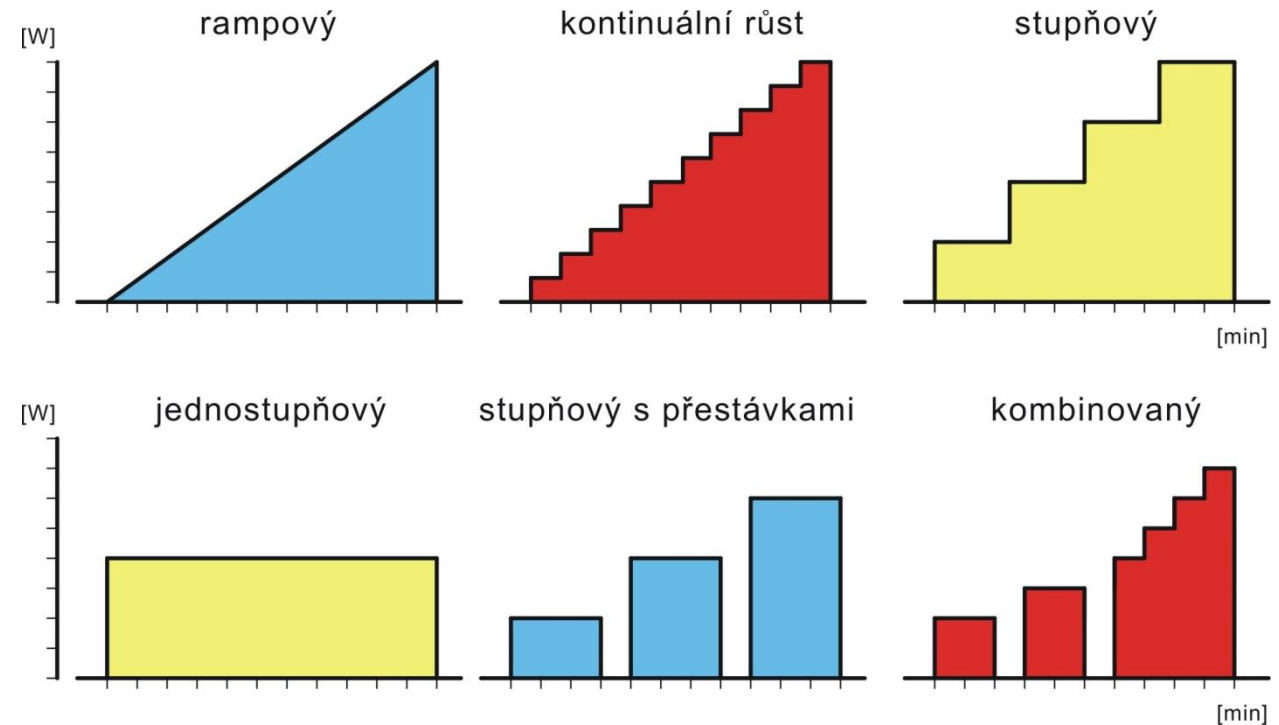 [W]
rampový
kontinuální růst
stupňový
[min]
[W]
jednostupňový
stupňový s přestávkami
kombinovaný
[min]